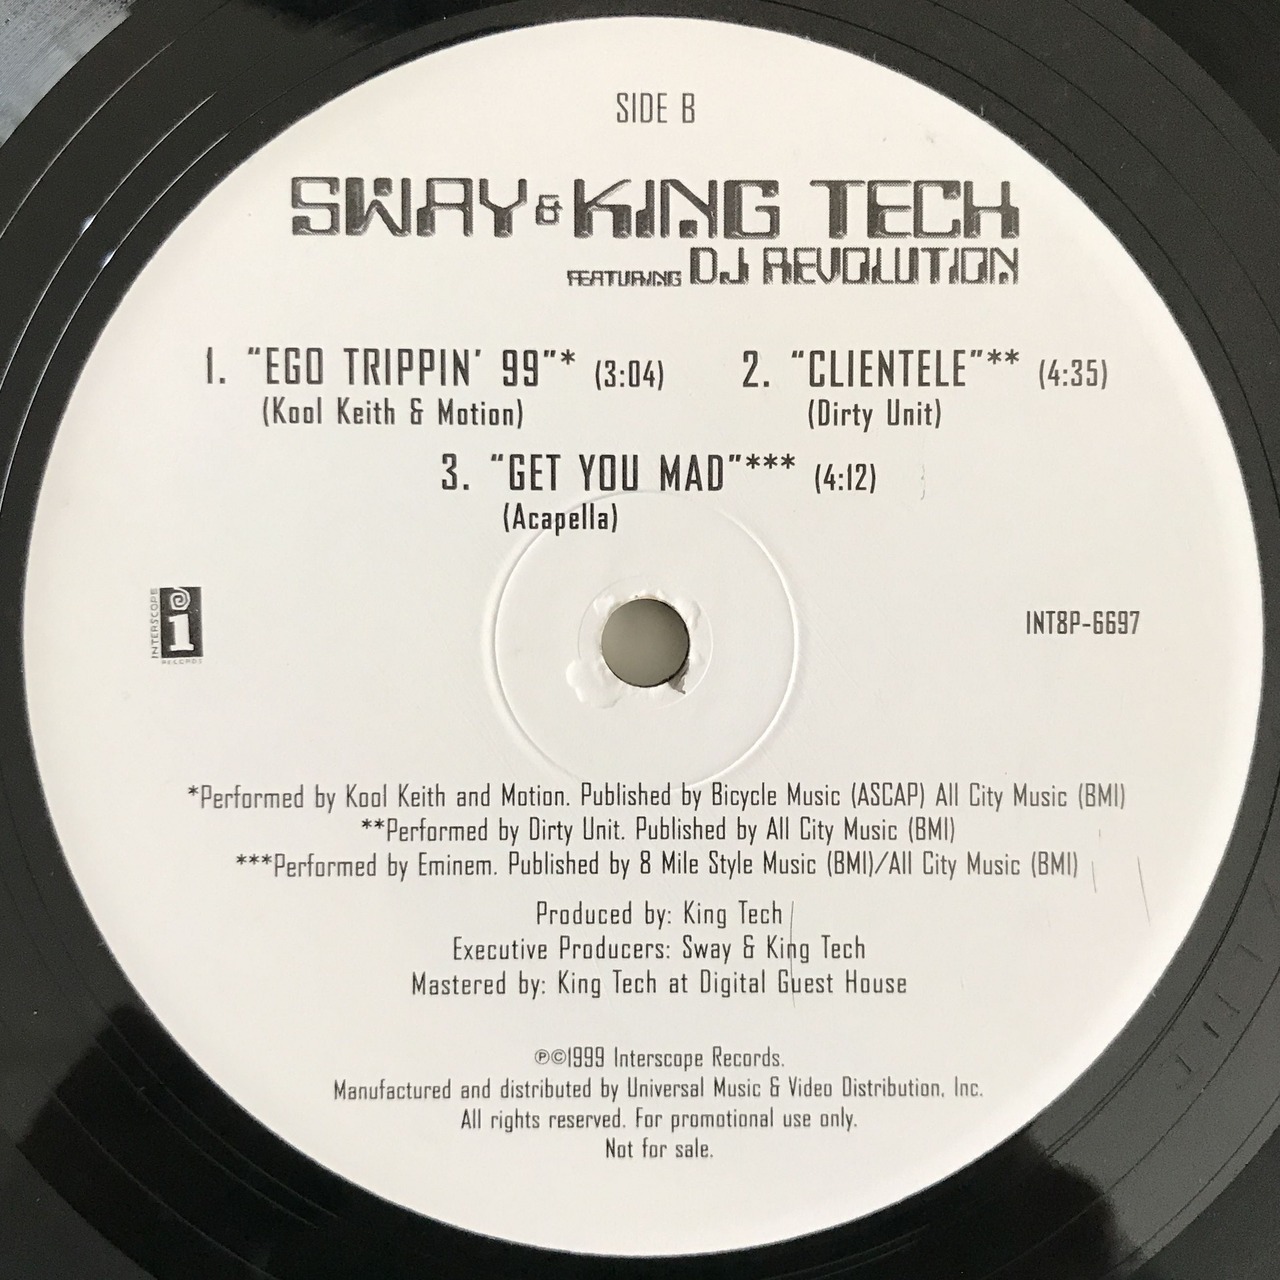 SIDE B
SWAY & KING TECH
FEATURING DJ REVOLUTION
1. "EGO TRIPPIN' 99"* (3:04) 2. "CLIENTELE"** (4:35)
(Kool Keith & Motion) (Dirty Unit)
3. "GET YOU MAD"*** (4:12)
(Acapella)
INTERSCOPE
i
RECORDS
INT8P-6697
*Performed by Kool Keith and Motion. Published by Bicycle Music (ASCAP) All City Music (BMI)
**Performed by Dirty Unit. Published by All City Music (BMI)
***Performed by Eminem. Published by 8 Mile Style Music (BMI)/All City Music (BMI)
Produced by: King Tech
Executive Producers: Sway & King Tech
Mastered by: King Tech at Digital Guest House
℗©1999 Interscope Records.
Manufactured and distributed by Universal Music & Video Distribution, Inc.
All rights reserved. For promotional use only.
Not for sale.